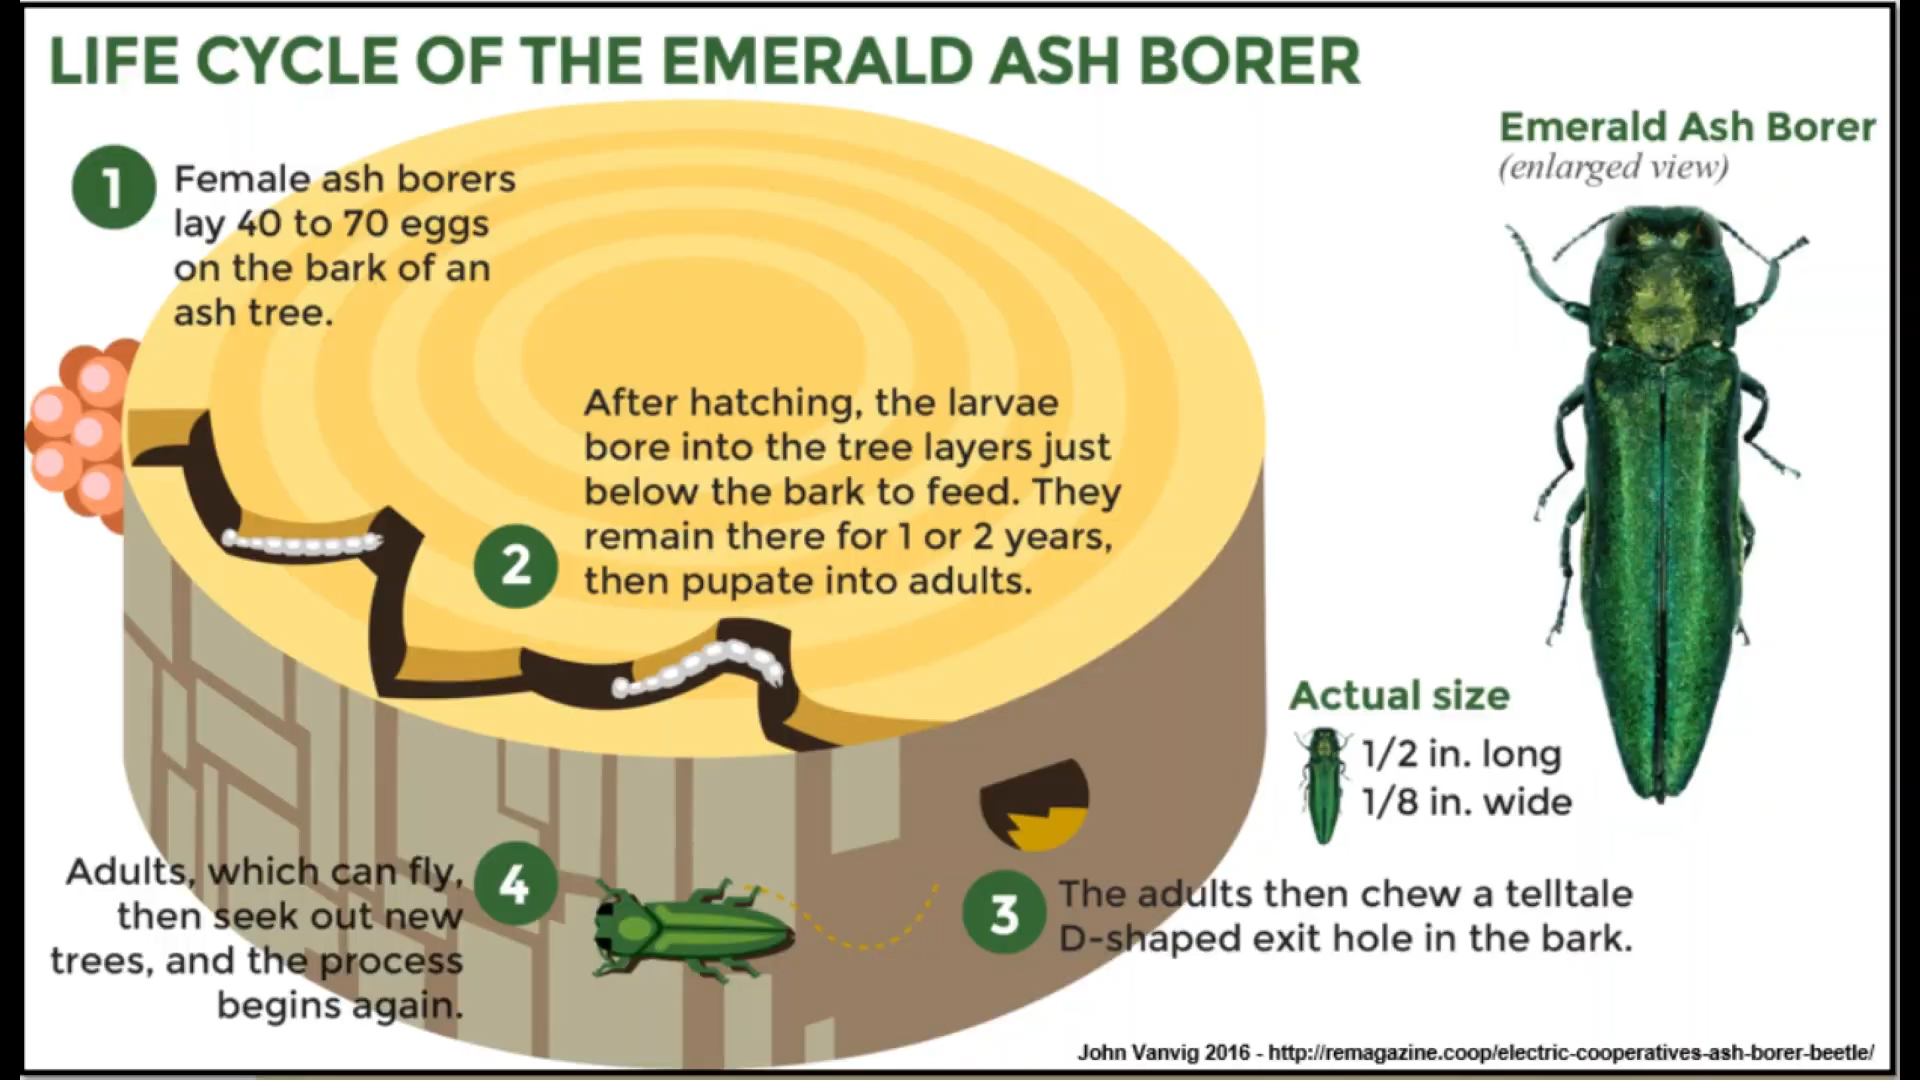 LIFE CYCLE OF THE EMERALD ASH BORER
Emerald Ash Borer
(enlarged view)
1
Female ash borers
lay 40 to 70 eggs
on the bark of an
ash tree.
2
After hatching, the larvae
bore into the tree layers just
below the bark to feed. They
remain there for 1 or 2 years,
then pupate into adults.
Actual size
1/2 in. long
1/8 in. wide
3
The adults then chew a telltale
D-shaped exit hole in the bark.
4
Adults, which can fly,
then seek out new
trees, and the process
begins again.
John Vanvig 2016 - http://remagazine.coop/electric-cooperatives-ash-borer-beetle/